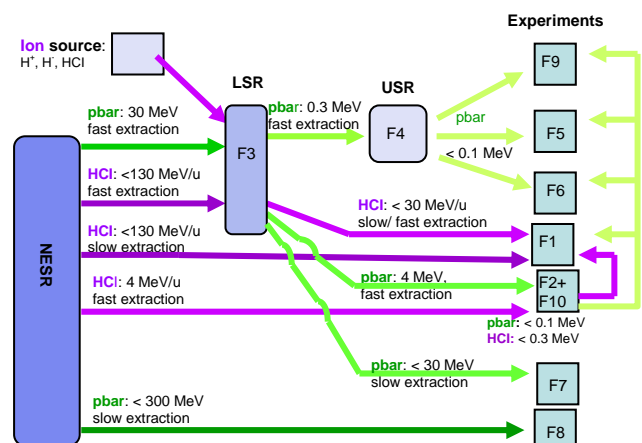 Experiments
Ion source:
H+, H-, HCI
LSR
USR
F9
pbar: 30 MeV
fast extraction
pbar: 0.3 MeV
fast extraction
F3
F4
pbar
F5
< 0.1 MeV
HCI: <130 MeV/u
fast extraction
F6
HCI: < 30 MeV/u
slow/ fast extraction
HCI: <130 MeV/u
slow extraction
F1
NESR
HCI: 4 MeV/u
fast extraction
pbar: 4 MeV,
fast extraction
F2+
F10
pbar: < 0.1 MeV
HCI: < 0.3 MeV
pbar: < 30 MeV
slow extraction
F7
pbar: < 300 MeV
slow extraction
F8